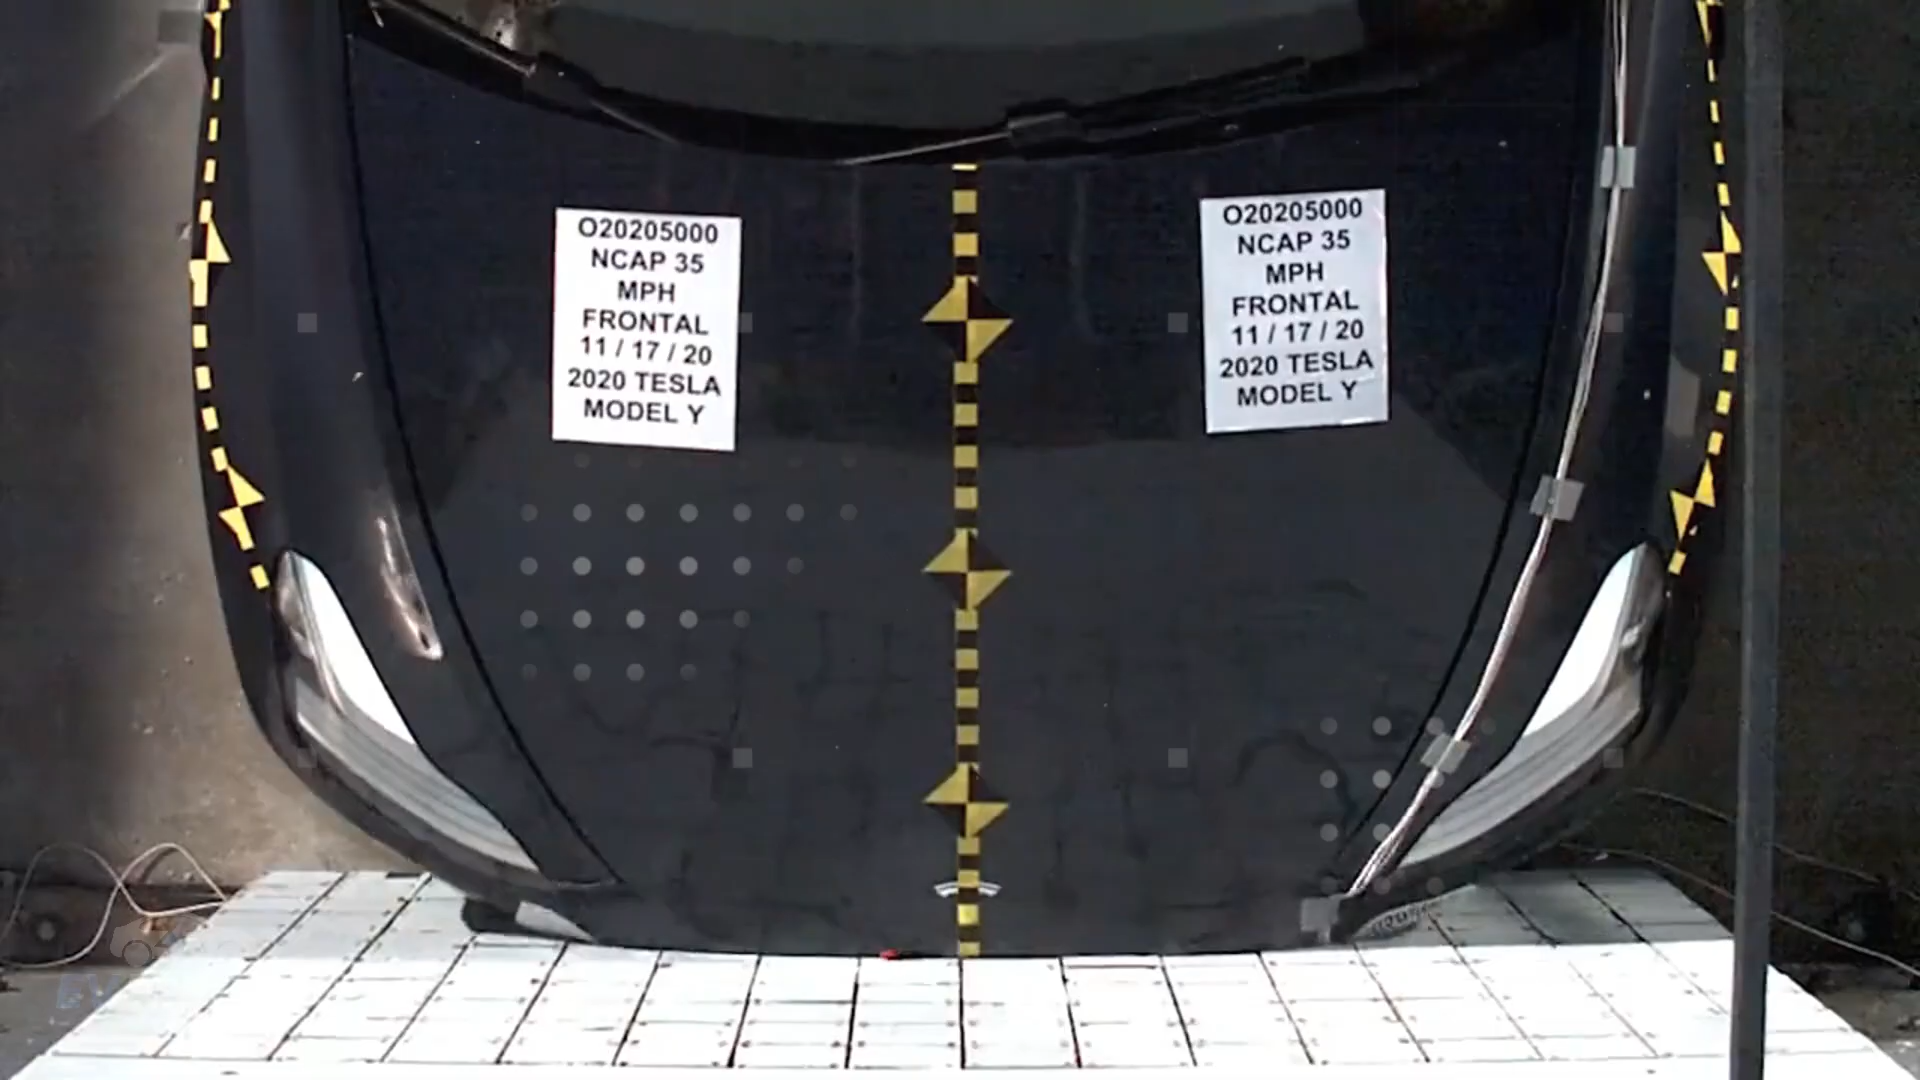 O20205000
NCAP 35
MPH
FRONTAL
11 / 17 / 20
2020 TESLA
MODEL Y
O20205000
NCAP 35
MPH
FRONTAL
11 / 17 / 20
2020 TESLA
MODEL Y